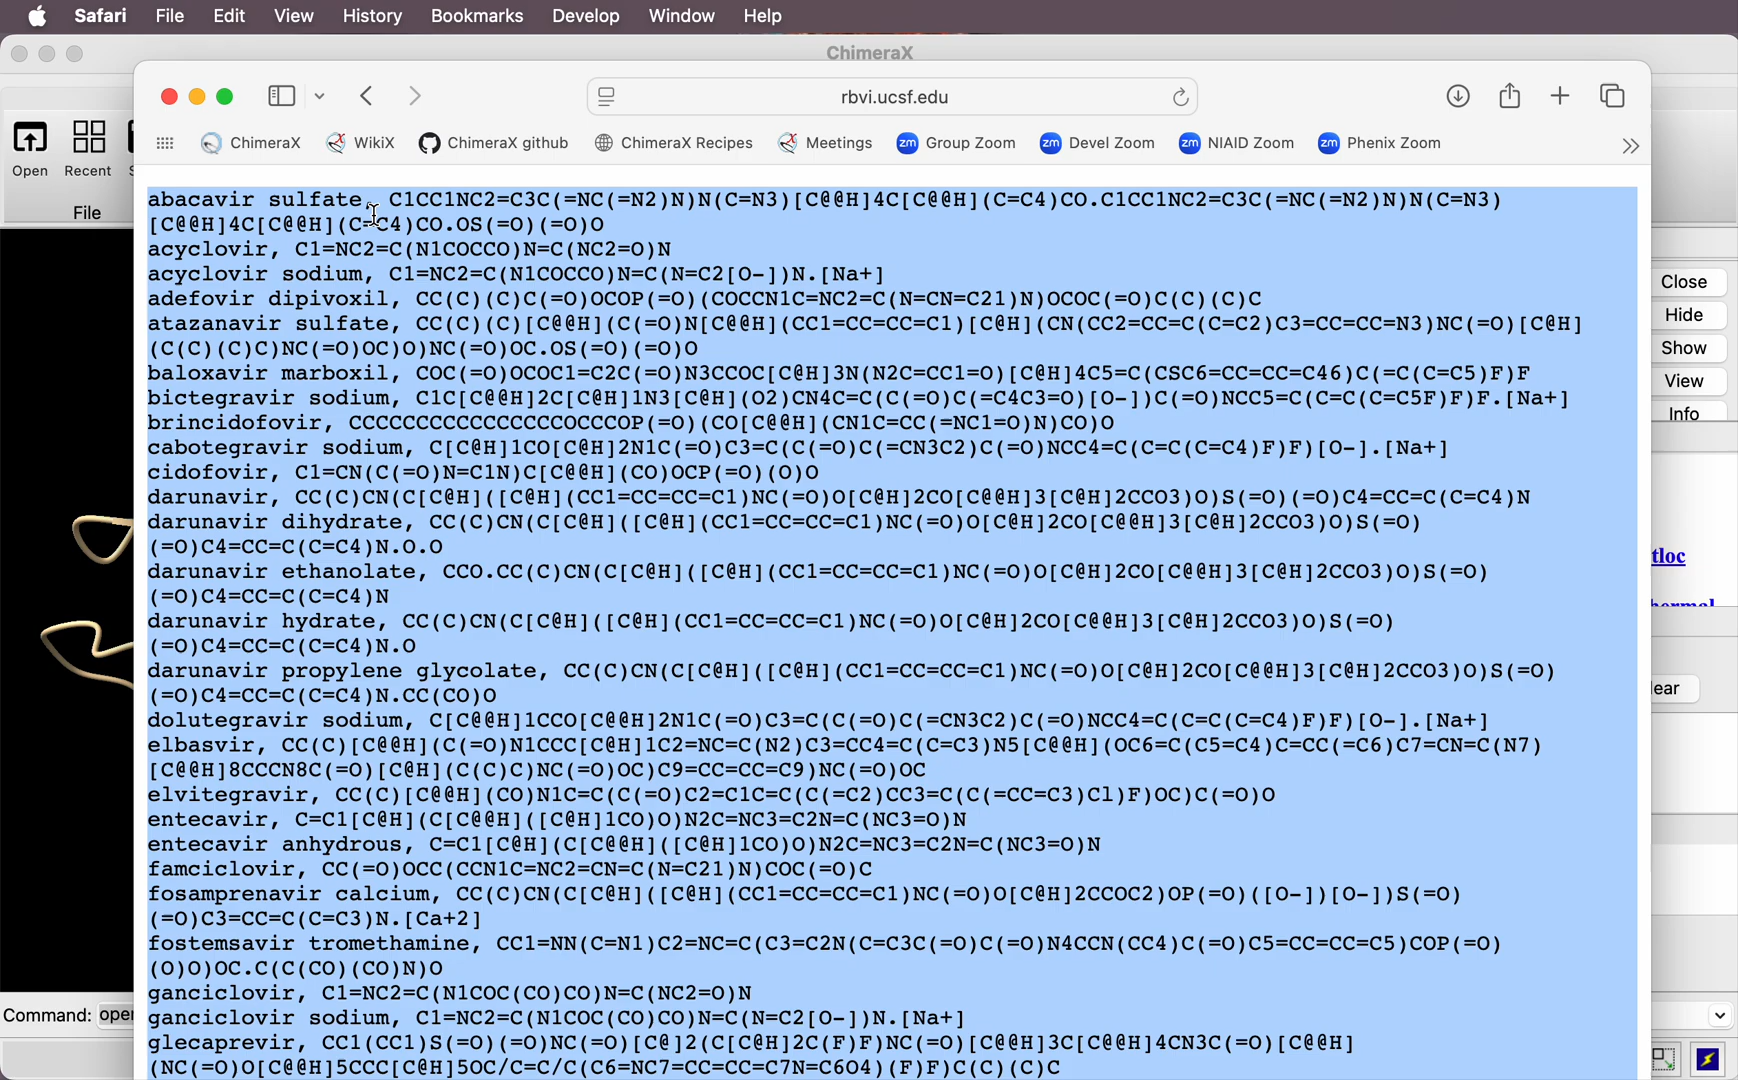 Safari File Edit View History Bookmarks Develop Window Help
ChimeraX
rbvi.ucsf.edu
Open Recent
File
ChimeraX WikiX ChimeraX github ChimeraX Recipes Meetings Group Zoom Devel Zoom NIAID Zoom Phenix Zoom
abacavir sulfate, C1CC1NC2=C3C(=NC(=N2)N)N(C=N3)[C@@H]4C[C@@H](C=C4)CO.C1CC1NC2=C3C(=NC(=N2)N)N(C=N3)
[C@@H]4C[C@@H](C=C4)CO.OS(=O)(=O)O
acyclovir, C1=NC2=C(N1COCCO)N=C(NC2=O)N
acyclovir sodium, C1=NC2=C(N1COCCO)N=C(N=C2[O-])N.[Na+]
adefovir dipivoxil, CC(C)(C)C(=O)OCOP(=O)(COCCN1C=NC2=C(N=CN=C21)N)OCOC(=O)C(C)(C)C
atazanavir sulfate, CC(C)(C)[C@@H](C(=O)N[C@@H](CC1=CC=CC=C1)[C@H](CN(CC2=CC=C(C=C2)C3=CC=CC=N3)NC(=O)[C@H]
(C(C)(C)C)NC(=O)OC)O)NC(=O)OC.OS(=O)(=O)O
baloxavir marboxil, COC(=O)OCOC1=C2C(=O)N3CCOC[C@H]3N(N2C=CC1=O)[C@H]4C5=C(CSC6=CC=CC=C46)C(=C(C=C5)F)F
bictegravir sodium, C1C[C@@H]2C[C@H]1N3[C@H](O2)CN4C=C(C(=O)C(=C4C3=O)[O-])C(=O)NCC5=C(C=C(C=C5F)F)F.[Na+]
brincidofovir, CCCCCCCCCCCCCCCCOCCCOP(=O)(CO[C@@H](CN1C=CC(=NC1=O)N)CO)O
cabotegravir sodium, C[C@H]1CO[C@H]2N1C(=O)C3=C(C(=O)C(=CN3C2)C(=O)NCC4=C(C=C(C=C4)F)F)[O-].[Na+]
cidofovir, C1=CN(C(=O)N=C1N)C[C@@H](CO)OCP(=O)(O)O
darunavir, CC(C)CN(C[C@H]([C@H](CC1=CC=CC=C1)NC(=O)O[C@H]2CO[C@@H]3[C@H]2CCO3)O)S(=O)(=O)C4=CC=C(C=C4)N
darunavir dihydrate, CC(C)CN(C[C@H]([C@H](CC1=CC=CC=C1)NC(=O)O[C@H]2CO[C@@H]3[C@H]2CCO3)O)S(=O)
(=O)C4=CC=C(C=C4)N.O.O
darunavir ethanolate, CCO.CC(C)CN(C[C@H]([C@H](CC1=CC=CC=C1)NC(=O)O[C@H]2CO[C@@H]3[C@H]2CCO3)O)S(=O)
(=O)C4=CC=C(C=C4)N
darunavir hydrate, CC(C)CN(C[C@H]([C@H](CC1=CC=CC=C1)NC(=O)O[C@H]2CO[C@@H]3[C@H]2CCO3)O)S(=O)
(=O)C4=CC=C(C=C4)N.O
darunavir propylene glycolate, CC(C)CN(C[C@H]([C@H](CC1=CC=CC=C1)NC(=O)O[C@H]2CO[C@@H]3[C@H]2CCO3)O)S(=O)
(=O)C4=CC=C(C=C4)N.CC(CO)O
dolutegravir sodium, C[C@@H]1CCO[C@@H]2N1C(=O)C3=C(C(=O)C(=CN3C2)C(=O)NCC4=C(C=C(C=C4)F)F)[O-].[Na+]
elbasvir, CC(C)[C@@H](C(=O)N1CCC[C@H]1C2=NC=C(N2)C3=CC4=C(C=C3)N5[C@@H](OC6=C(C5=C4)C=CC(=C6)C7=CN=C(N7)
[C@@H]8CCCN8C(=O)[C@H](C(C)C)NC(=O)OC)C9=CC=CC=C9)NC(=O)OC
elvitegravir, CC(C)[C@@H](CO)N1C=C(C(=O)C2=C1C=C(C(=C2)CC3=C(C(=CC=C3)Cl)F)OC)C(=O)O
entecavir, C=C1[C@H](C[C@@H]([C@H]1CO)O)N2C=NC3=C2N=C(NC3=O)N
entecavir anhydrous, C=C1[C@H](C[C@@H]([C@H]1CO)O)N2C=NC3=C2N=C(NC3=O)N
famciclovir, CC(=O)OCC(CCN1C=NC2=CN=C(N=C21)N)COC(=O)C
fosamprenavir calcium, CC(C)CN(C[C@H]([C@H](CC1=CC=CC=C1)NC(=O)O[C@H]2CCOC2)OP(=O)([O-])[O-])S(=O)
(=O)C3=CC=C(C=C3)N.[Ca+2]
fostemsavir tromethamine, CC1=NN(C=N1)C2=NC=C(C3=C2N(C=C3C(=O)C(=O)N4CCN(CC4)C(=O)C5=CC=CC=C5)COP(=O)
(O)O)OC.C(C(CO)(CO)N)O
ganciclovir, C1=NC2=C(N1COC(CO)CO)N=C(NC2=O)N
ganciclovir sodium, C1=NC2=C(N1COC(CO)CO)N=C(N=C2[O-])N.[Na+]
glecaprevir, CC1(CC1)S(=O)(=O)NC(=O)[C@]2(C[C@H]2C(F)F)NC(=O)[C@@H]3C[C@@H]4CN3C(=O)[C@@H]
(NC(=O)O[C@@H]5CCC[C@H]5OC/C=C/C(C6=NC7=CC=CC=C7N=C6O4)(F)F)C(C)(C)C
Close
Hide
Show
View
Info
tloc
ear
Command: open